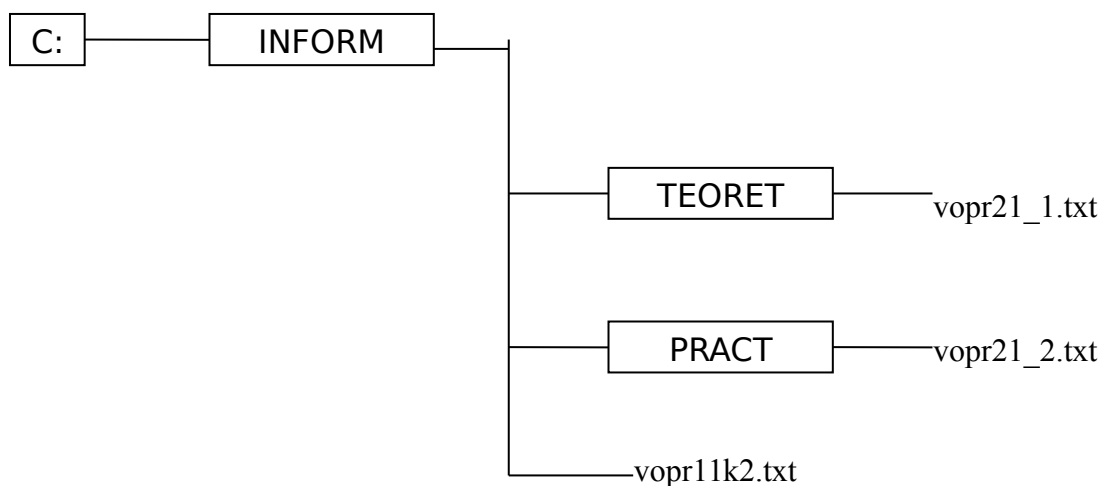 C: INFORM
TEORET vopr21_1.txt
PRACT vopr21_2.txt
vopr11k2.txt